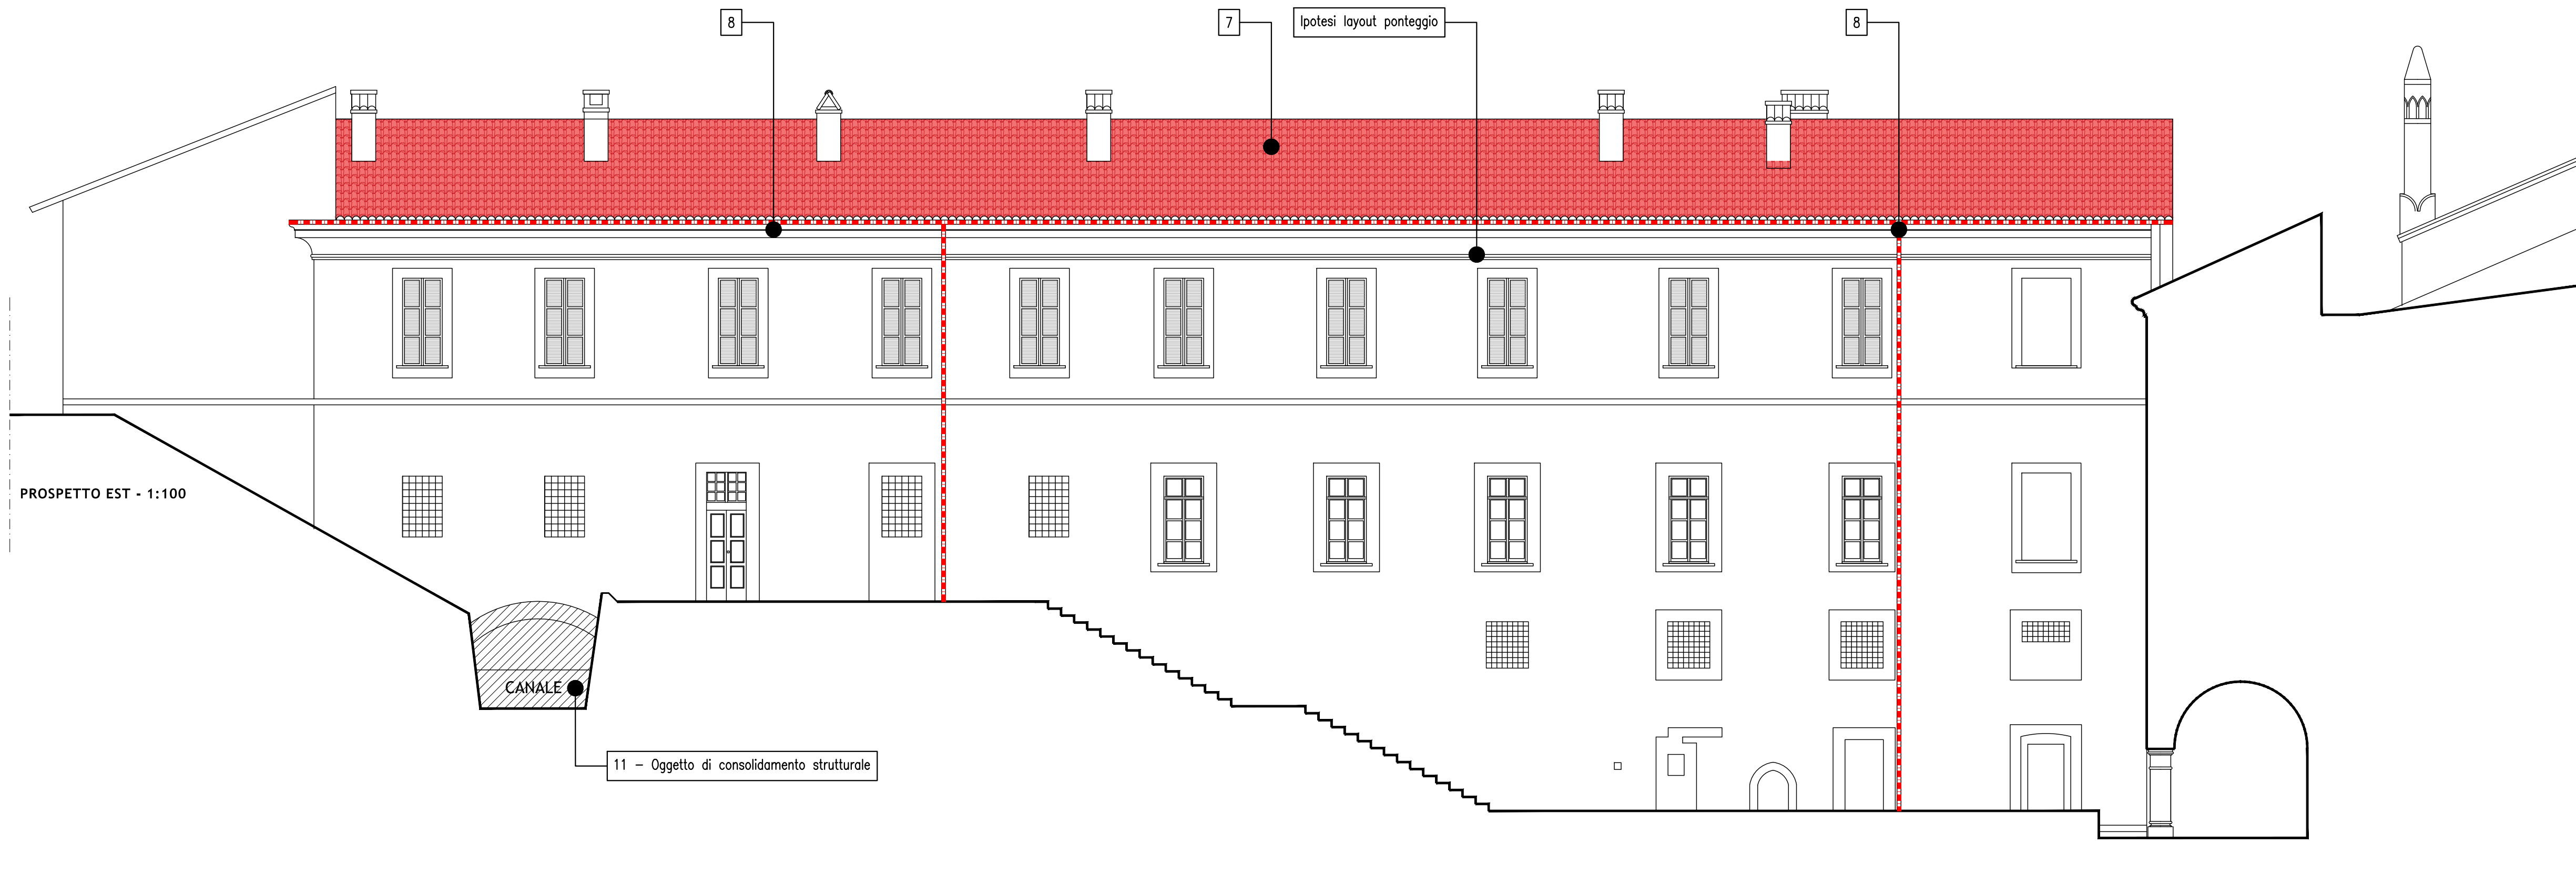 8
7
Ipotesi layout ponteggio
8
PROSPETTO EST - 1:100
CANALE
11 - Oggetto di consolidamento strutturale